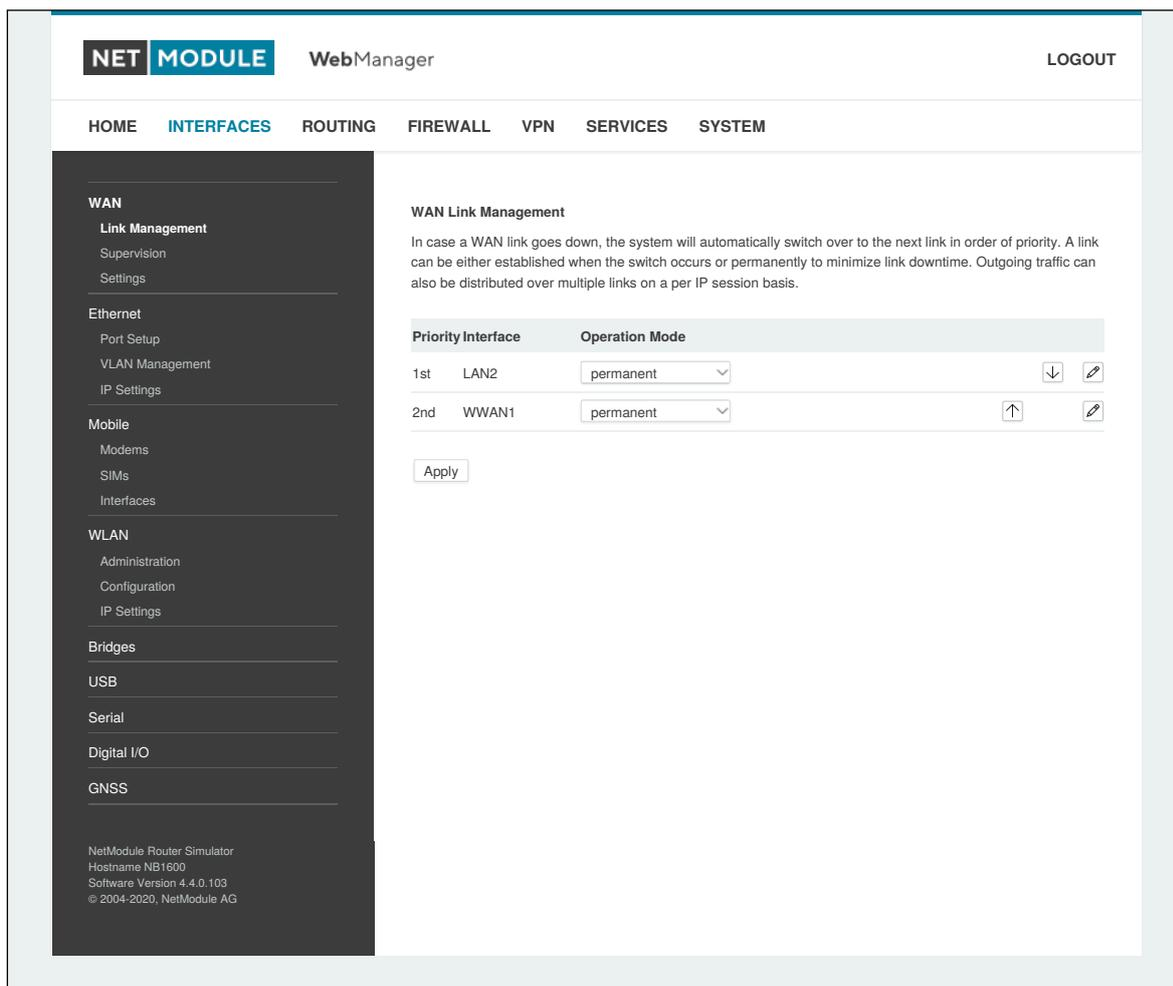 NET MODULE WebManager LOGOUT
HOME INTERFACES ROUTING FIREWALL VPN SERVICES SYSTEM
WAN
Link Management
Supervision
Settings
Ethernet
Port Setup
VLAN Management
IP Settings
Mobile
Modems
SIMs
Interfaces
WLAN
Administration
Configuration
IP Settings
Bridges
USB
Serial
Digital I/O
GNSS
NetModule Router Simulator
Hostname NB1600
Software Version 4.4.0.103
© 2004-2020, NetModule AG
WAN Link Management
In case a WAN link goes down, the system will automatically switch over to the next link in order of priority. A link
can be either established when the switch occurs or permanently to minimize link downtime. Outgoing traffic can
also be distributed over multiple links on a per IP session basis.
Priority Interface Operation Mode
1st LAN2 permanent
2nd WWAN1 permanent
Apply